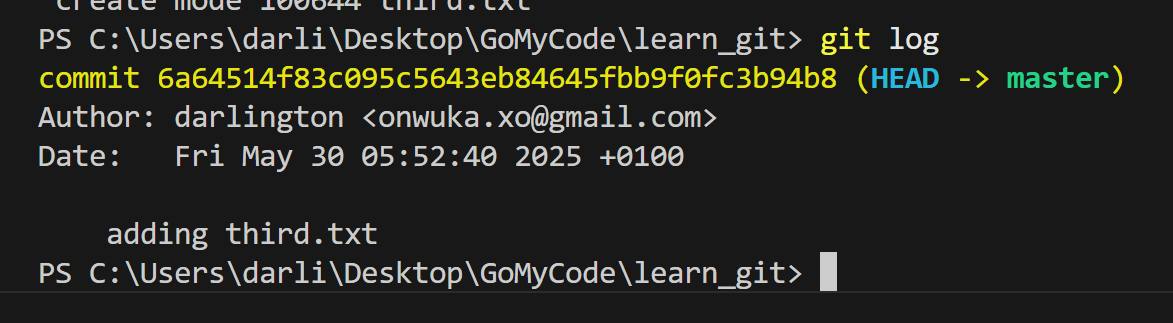 create mode 100644 third.txt
PS C:\Users\darli\Desktop\GoMyCode\learn_git> git log
commit 6a64514f83c095c5643eb84645fbb9f0fc3b94b8 (HEAD -> master)
Author: darlington <onwuka.xo@gmail.com>
Date:   Fri May 30 05:52:40 2025 +0100
    adding third.txt
PS C:\Users\darli\Desktop\GoMyCode\learn_git>